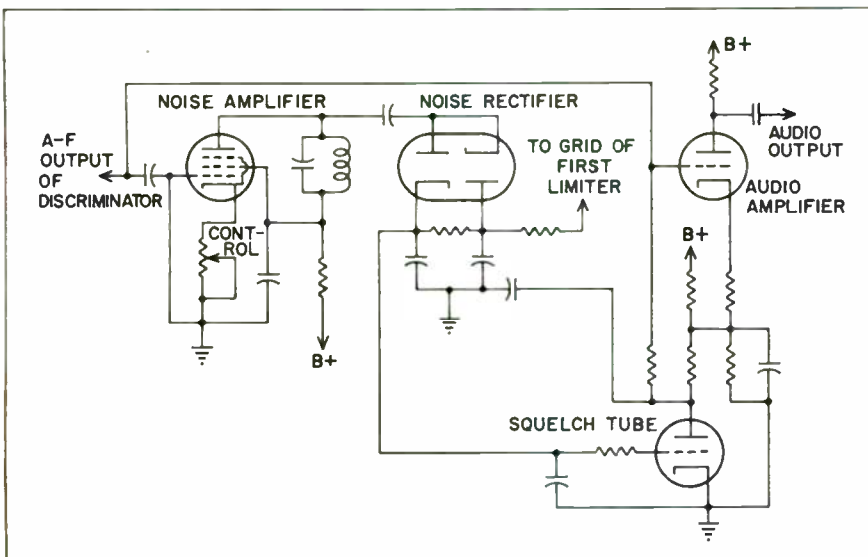 NOISE AMPLIFIER
NOISE RECTIFIER
B+
A-F
OUTPUT
OF
DISCRIMINATOR
CONT-
ROL
TO GRID OF
FIRST
LIMITER
AUDIO
OUTPUT
AUDIO
AMPLIFIER
B+
B+
SQUELCH TUBE